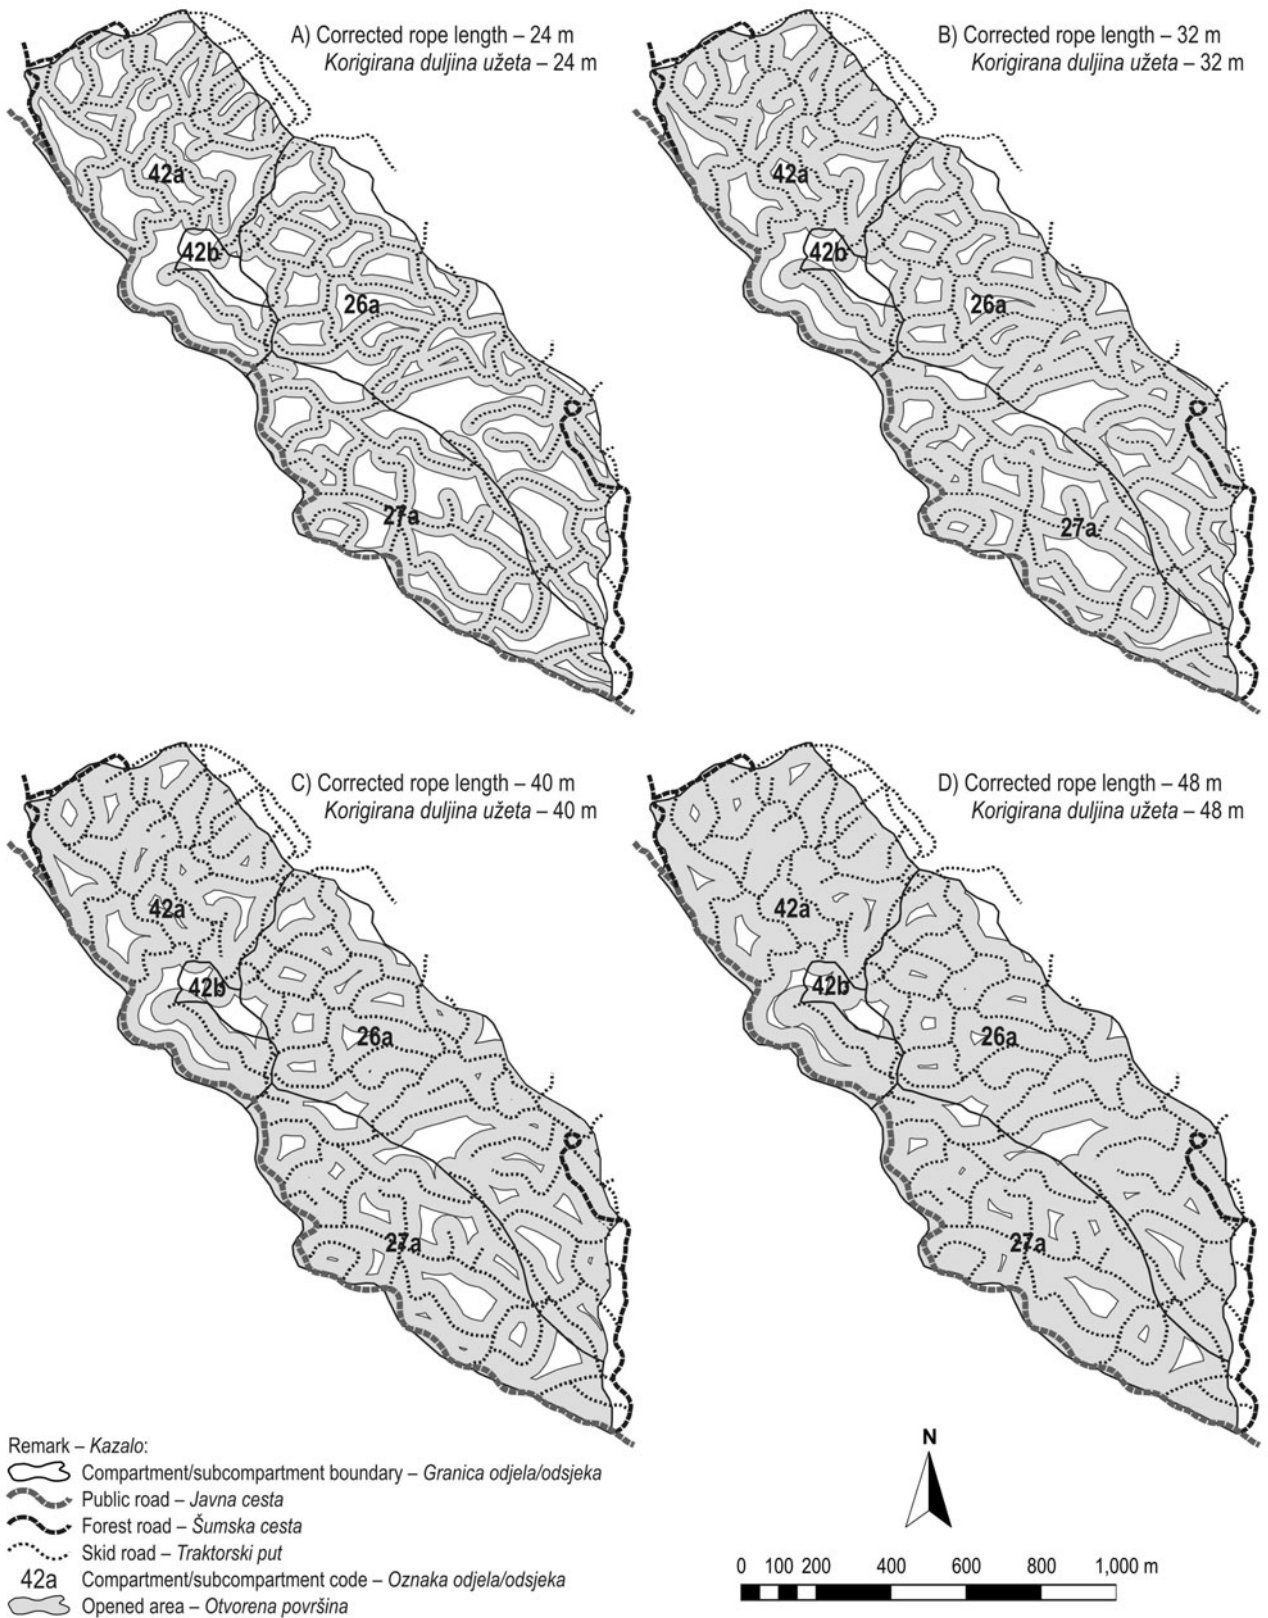 A) Corrected rope length – 24 m
Korigirana duljina užeta – 24 m
42a
42b
26a
27a
B) Corrected rope length – 32 m
Korigirana duljina užeta – 32 m
42a
42b
26a
27a
C) Corrected rope length – 40 m
Korigirana duljina užeta – 40 m
42a
42b
26a
27a
D) Corrected rope length – 48 m
Korigirana duljina užeta – 48 m
42a
42b
26a
27a
Remark – Kazalo:
Compartment/subcompartment boundary – Granica odjela/odsjeka
Public road – Javna cesta
Forest road – Šumska cesta
Skid road – Traktorski put
42a Compartment/subcompartment code – Oznaka odjela/odsjeka
Opened area – Otvorena površina
N
0 100 200 400 600 800 1,000 m